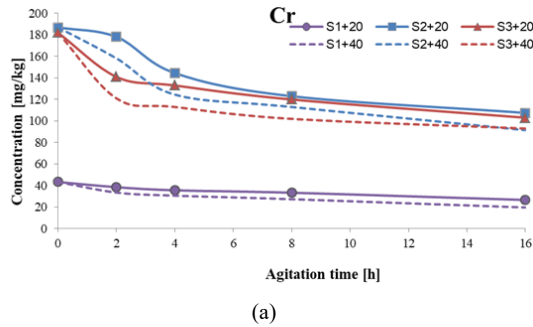 Cr
S1+20 S2+20 S3+20
S1+40 S2+40 S3+40
Concentration [mg/kg]
200
180
160
140
120
100
80
60
40
20
0
0 2 4 6 8 10 12 14 16
Agitation time [h]
(a)